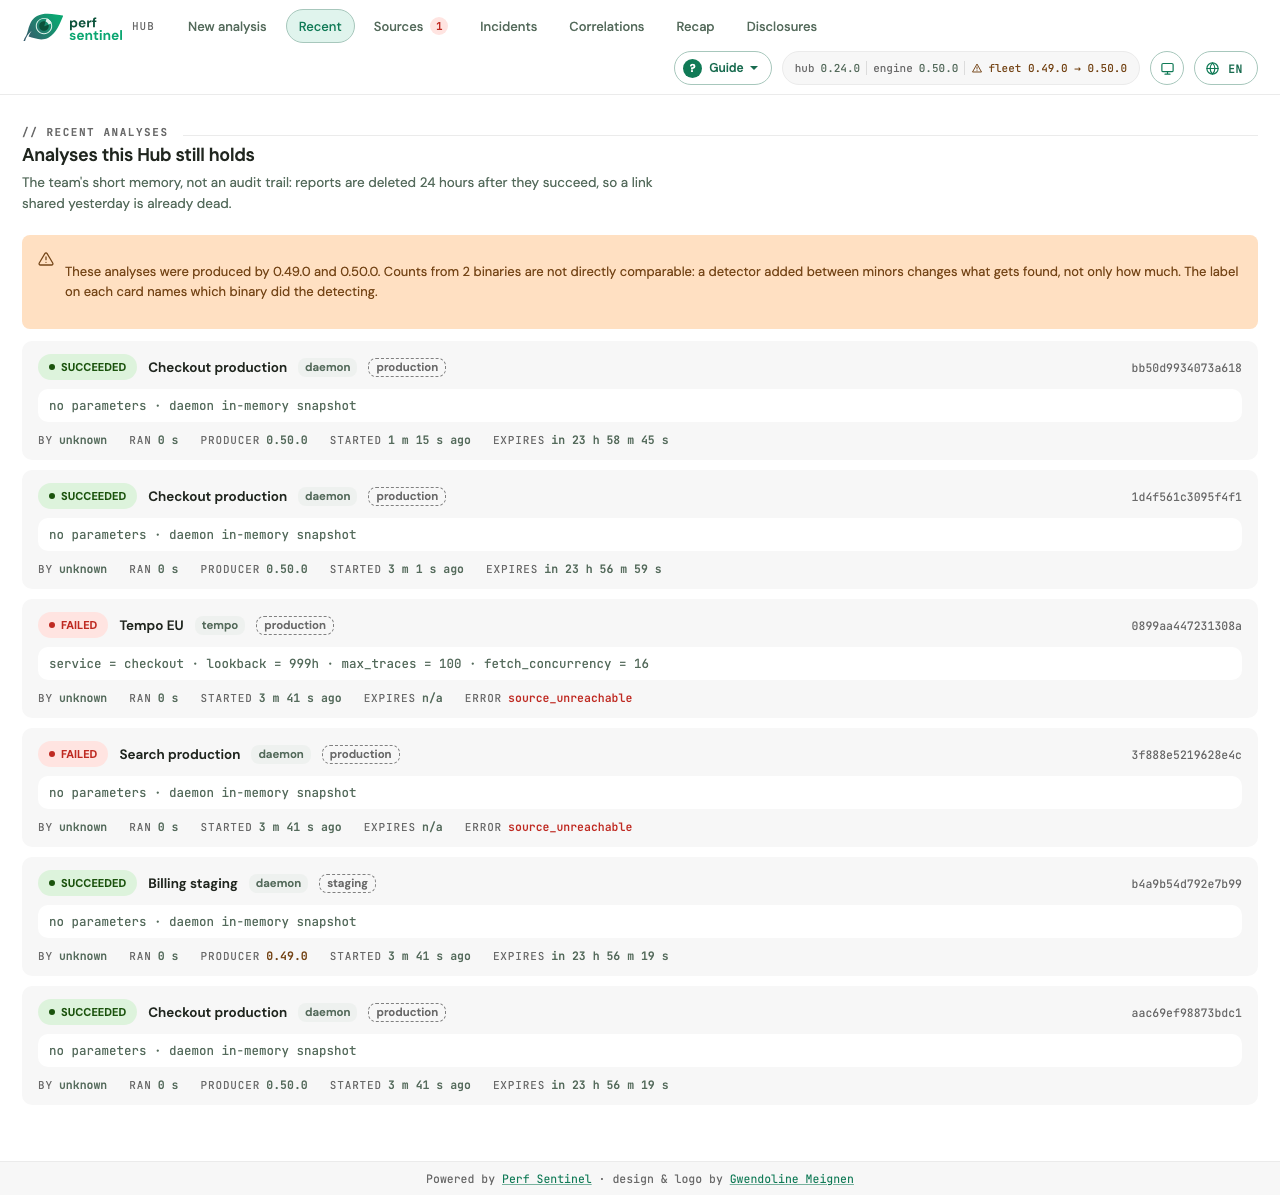 perf
sentinel
HUB
New analysis
Recent
Sources 1
Incidents
Correlations
Recap
Disclosures
? Guide
hub 0.24.0 engine 0.50.0 fleet 0.49.0 → 0.50.0
EN
// RECENT ANALYSES
Analyses this Hub still holds
The team's short memory, not an audit trail: reports are deleted 24 hours after they succeed, so a link
shared yesterday is already dead.
These analyses were produced by 0.49.0 and 0.50.0. Counts from 2 binaries are not directly comparable: a detector added between minors changes what gets found, not only how much. The label
on each card names which binary did the detecting.
SUCCEEDED Checkout production daemon production bb50d9934073a618
no parameters · daemon in-memory snapshot
BY unknown RAN 0 s PRODUCER 0.50.0 STARTED 1 m 15 s ago EXPIRES in 23 h 58 m 45 s
SUCCEEDED Checkout production daemon production 1d4f561c3095f4f1
no parameters · daemon in-memory snapshot
BY unknown RAN 0 s PRODUCER 0.50.0 STARTED 3 m 1 s ago EXPIRES in 23 h 56 m 59 s
FAILED Tempo EU tempo production 0899aa447231308a
service = checkout · lookback = 999h · max_traces = 100 · fetch_concurrency = 16
BY unknown RAN 0 s STARTED 3 m 41 s ago EXPIRES n/a ERROR source_unreachable
FAILED Search production daemon production 3f888e5219628e4c
no parameters · daemon in-memory snapshot
BY unknown RAN 0 s STARTED 3 m 41 s ago EXPIRES n/a ERROR source_unreachable
SUCCEEDED Billing staging daemon staging b4a9b54d792e7b99
no parameters · daemon in-memory snapshot
BY unknown RAN 0 s PRODUCER 0.49.0 STARTED 3 m 41 s ago EXPIRES in 23 h 56 m 19 s
SUCCEEDED Checkout production daemon production aac69ef98873bdc1
no parameters · daemon in-memory snapshot
BY unknown RAN 0 s PRODUCER 0.50.0 STARTED 3 m 41 s ago EXPIRES in 23 h 56 m 19 s
Powered by Perf Sentinel · design & logo by Gwendoline Meignen